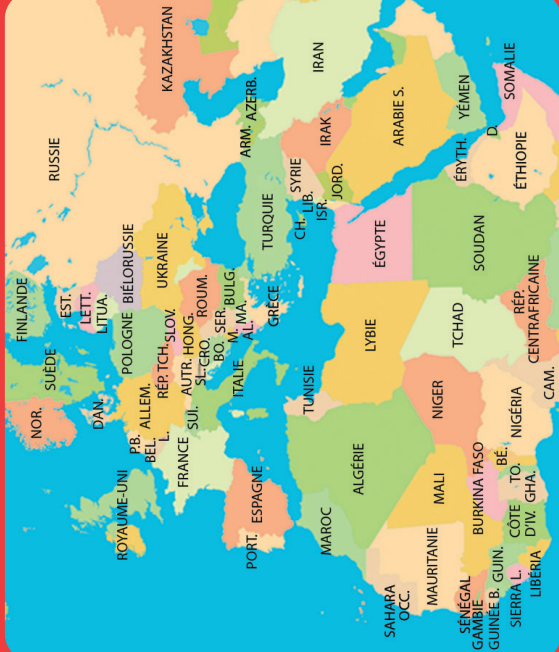 FINLANDE
NOR.
SUÈDE
RUSSIE
EST.
LETT.
LITUA.
DAN.
ROYAUME-UNI
POLOGNE
BIÉLORUSSIE
P.B.
BEL.
L.
ALLEM.
RÉP. TCH.
SLOV.
UKRAINE
KAZAKHSTAN
FRANCE
SUI.
AUTR.
HONG.
SL.
CRO.
ROUM.
BO.
SER.
BULG.
M.
MA.
AL.
ITALIE
GRÈCE
ARM.
AZERB.
PORT.
ESPAGNE
TURQUIE
TUNISIE
CH.
LIB.
ISR.
SYRIE
JORD.
IRAK
IRAN
MAROC
ALGÉRIE
LYBIE
ÉGYPTE
ARABIE S.
SAHARA
OCC.
MAURITANIE
MALI
NIGER
TCHAD
SOUDAN
ÉRYTH.
YÉMEN
D.
SOMALIE
SÉNÉGAL
GAMBIE
GUINÉE B.
GUIN.
SIERRA L.
LIBÉRIA
BURKINA FASO
CÔTE
D'IV.
GHA.
TO.
BÉ.
NIGÉRIA
CAM.
RÉP.
CENTRAFRICAINE
ÉTHIOPIE